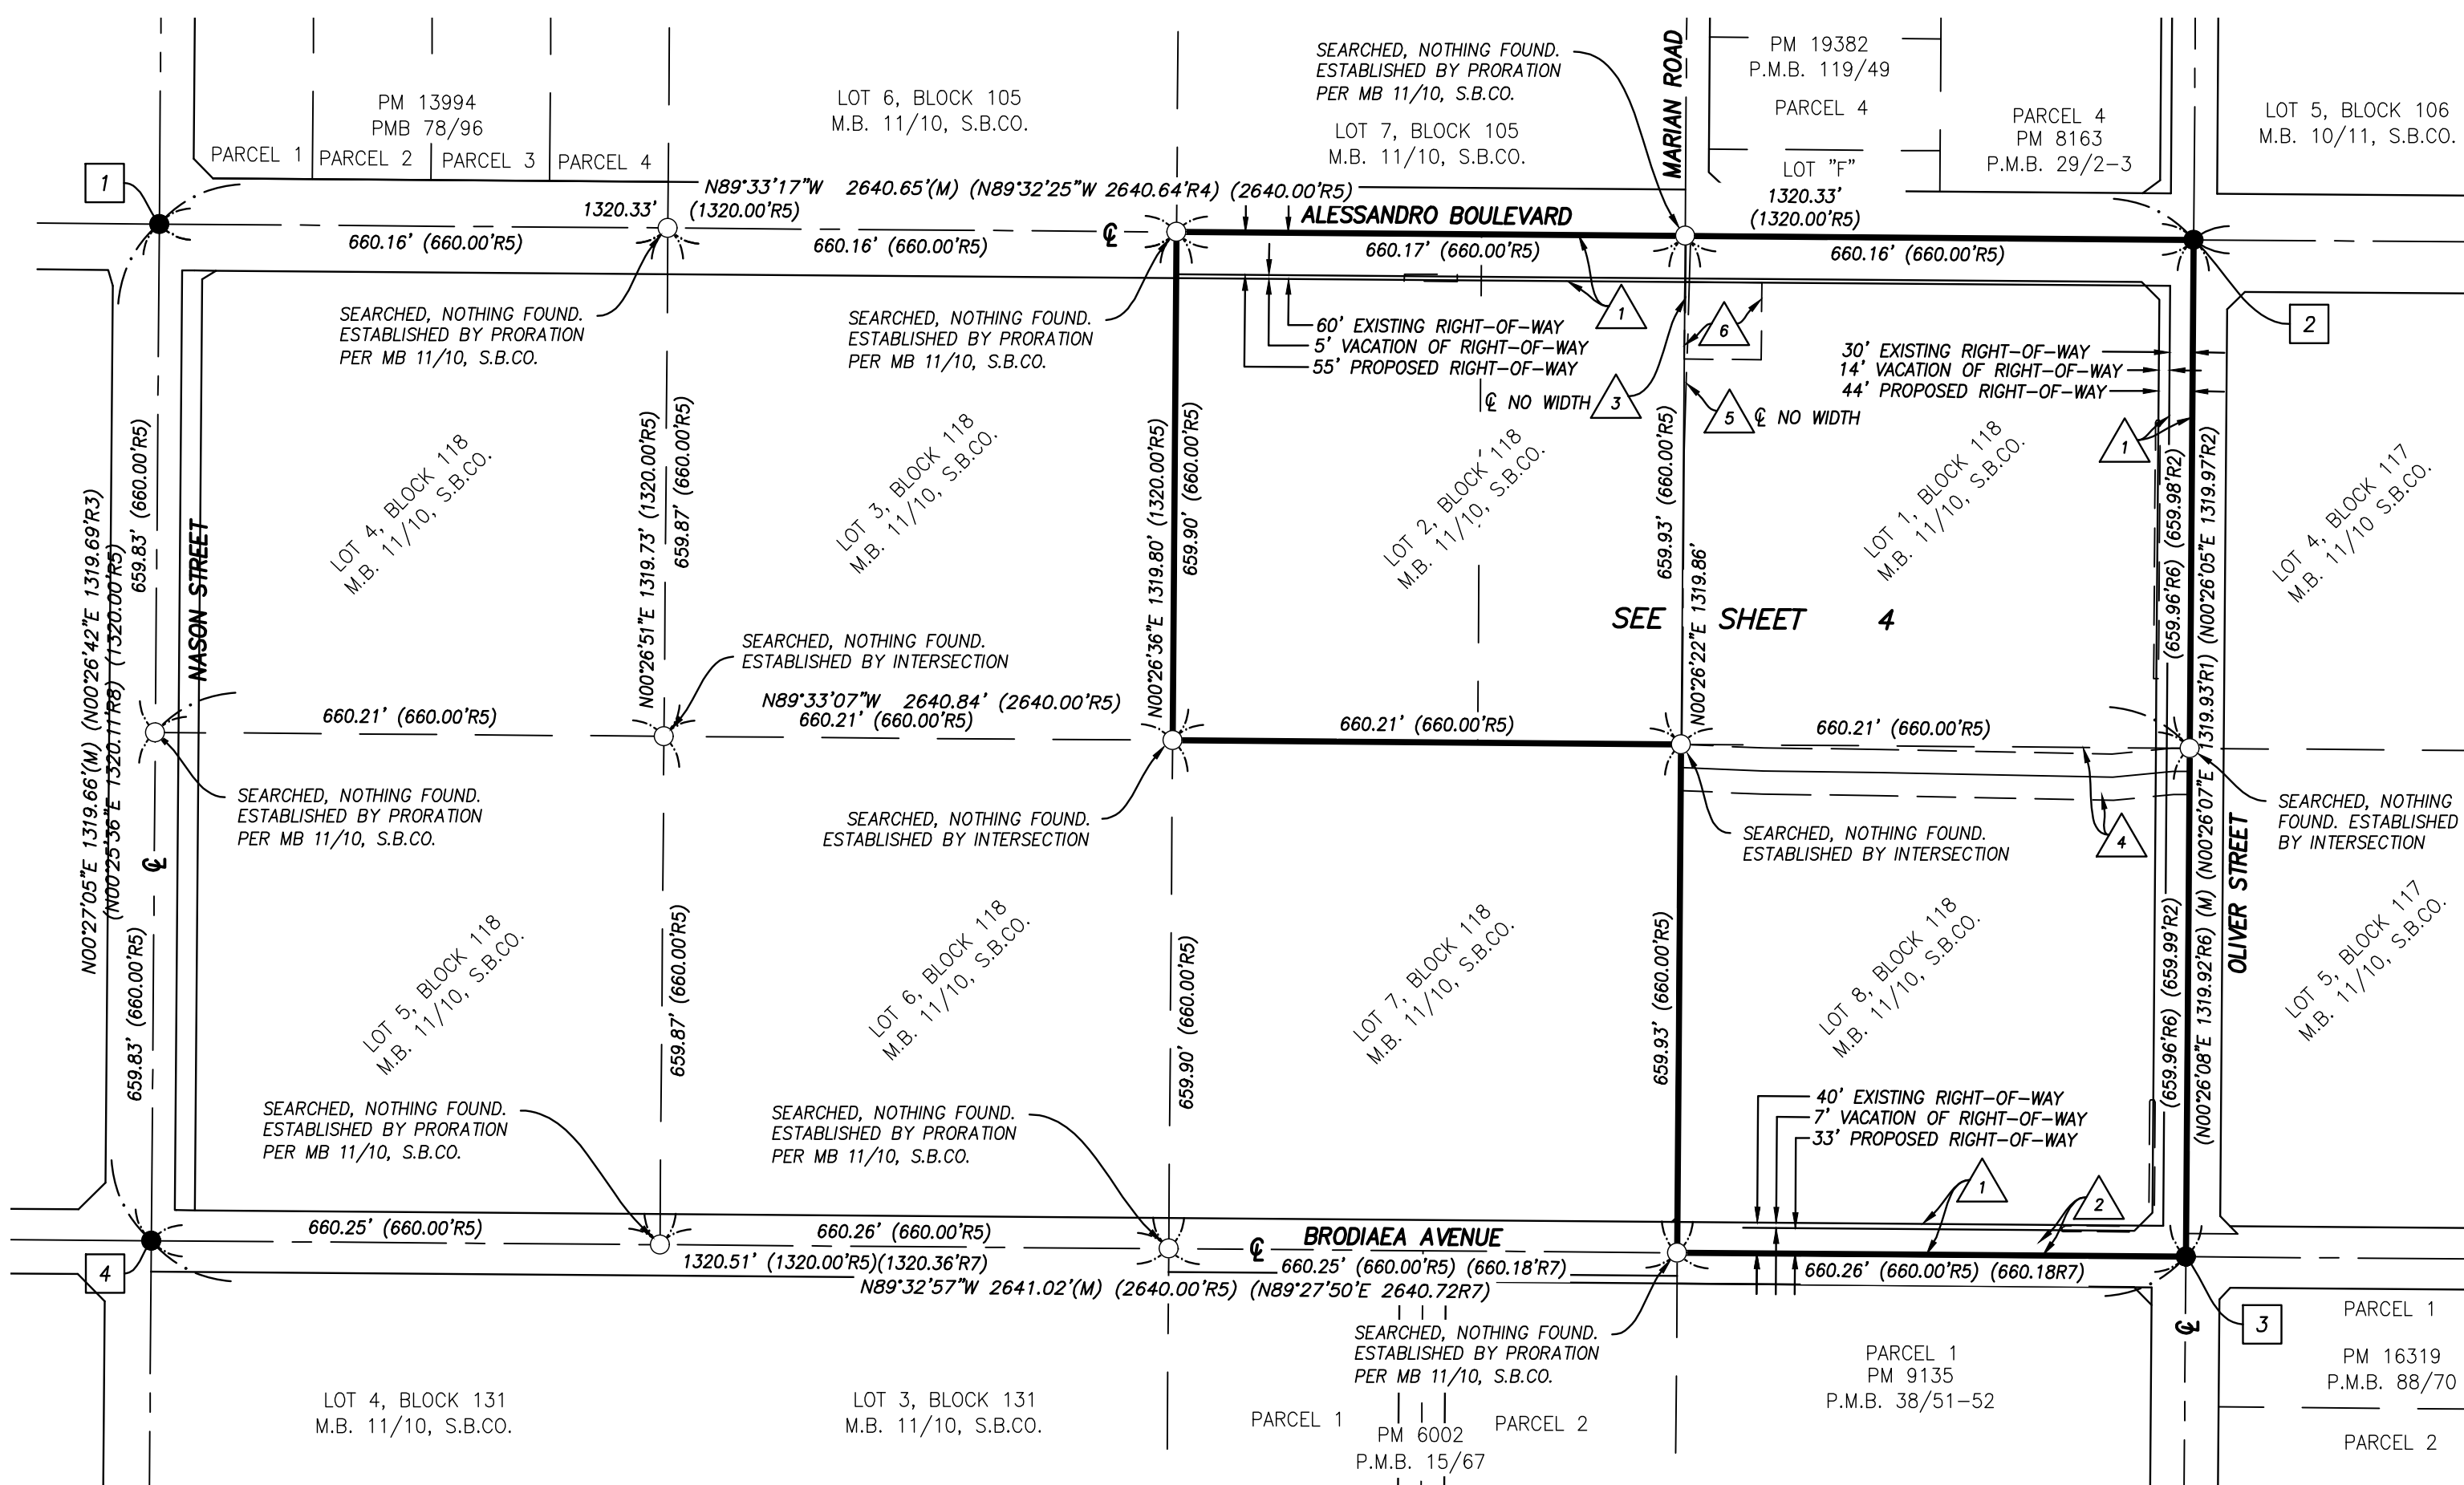 SEARCHED, NOTHING FOUND.
ESTABLISHED BY PRORATION
PER MB 11/10, S.B.CO.
MARIAN ROAD
PM 19382
P.M.B. 119/49
PARCEL 4
LOT "F"
PM 13994
PMB 78/96
PARCEL 1
PARCEL 2
PARCEL 3
PARCEL 4
LOT 6, BLOCK 105
M.B. 11/10, S.B.CO.
LOT 7, BLOCK 105
M.B. 11/10, S.B.CO.
PARCEL 4
PM 8163
P.M.B. 29/2-3
LOT 5, BLOCK 106
M.B. 10/11, S.B.CO.
1
N89°33'17"W 2640.65'(M) (N89°32'25"W 2640.64'R4) (2640.00'R5)
1320.33' (1320.00'R5)
1320.33'
(1320.00'R5)
ALESSANDRO BOULEVARD
660.16' (660.00'R5)
660.16' (660.00'R5)
℄
660.17' (660.00'R5)
660.16' (660.00'R5)
2
SEARCHED, NOTHING FOUND.
ESTABLISHED BY PRORATION
PER MB 11/10, S.B.CO.
SEARCHED, NOTHING FOUND.
ESTABLISHED BY PRORATION
PER MB 11/10, S.B.CO.
60' EXISTING RIGHT-OF-WAY
5' VACATION OF RIGHT-OF-WAY
55' PROPOSED RIGHT-OF-WAY
1
6
30' EXISTING RIGHT-OF-WAY
14' VACATION OF RIGHT-OF-WAY
44' PROPOSED RIGHT-OF-WAY
℄ NO WIDTH
3
5
℄ NO WIDTH
1
659.83' (660.00'R5)
N00°27'05"E 1319.66'(M) (N00°26'42"E 1319.69'R3)
(N00°25'36"E 1320.11'R8) (1320.00'R5)
NASON STREET
LOT 4, BLOCK 118
M.B. 11/10, S.B.CO.
N00°26'51"E 1319.73' (1320.00'R5)
659.87' (660.00'R5)
LOT 3, BLOCK 118
M.B. 11/10, S.B.CO.
N00°26'36"E 1319.80' (1320.00'R5)
659.90' (660.00'R5)
LOT 2, BLOCK 118
M.B. 11/10, S.B.CO.
659.93' (660.00'R5)
N00°26'22"E 1319.86'
LOT 1, BLOCK 118
M.B. 11/10, S.B.CO.
(659.96'R6) (659.98'R2)
(N00°26'07"E 1319.93'R1) (N00°26'05"E 1319.97'R2)
(N00°26'08"E 1319.92'R6) (M)
LOT 4, BLOCK 117
M.B. 11/10 S.B.CO.
SEE SHEET 4
SEARCHED, NOTHING FOUND.
ESTABLISHED BY INTERSECTION
N89°33'07"W 2640.84' (2640.00'R5)
660.21' (660.00'R5)
660.21' (660.00'R5)
660.21' (660.00'R5)
660.21' (660.00'R5)
SEARCHED, NOTHING FOUND.
ESTABLISHED BY PRORATION
PER MB 11/10, S.B.CO.
SEARCHED, NOTHING FOUND.
ESTABLISHED BY INTERSECTION
SEARCHED, NOTHING FOUND.
ESTABLISHED BY INTERSECTION
4
SEARCHED, NOTHING
FOUND. ESTABLISHED
BY INTERSECTION
℄
OLIVER STREET
659.83' (660.00'R5)
LOT 5, BLOCK 118
M.B. 11/10, S.B.CO.
659.87' (660.00'R5)
LOT 6, BLOCK 118
M.B. 11/10, S.B.CO.
659.90' (660.00'R5)
LOT 7, BLOCK 118
M.B. 11/10, S.B.CO.
659.93' (660.00'R5)
LOT 8, BLOCK 118
M.B. 11/10, S.B.CO.
(659.96'R6) (659.99'R2)
LOT 5, BLOCK 117
M.B. 11/10, S.B.CO.
SEARCHED, NOTHING FOUND.
ESTABLISHED BY PRORATION
PER MB 11/10, S.B.CO.
SEARCHED, NOTHING FOUND.
ESTABLISHED BY PRORATION
PER MB 11/10, S.B.CO.
40' EXISTING RIGHT-OF-WAY
7' VACATION OF RIGHT-OF-WAY
33' PROPOSED RIGHT-OF-WAY
1
2
660.25' (660.00'R5)
660.26' (660.00'R5)
℄
BRODIAEA AVENUE
1320.51' (1320.00'R5)(1320.36'R7)
660.25' (660.00'R5) (660.18'R7)
660.26' (660.00'R5) (660.18R7)
4
N89°32'57"W 2641.02'(M) (2640.00'R5) (N89°27'50'E 2640.72R7)
SEARCHED, NOTHING FOUND.
ESTABLISHED BY PRORATION
PER MB 11/10, S.B.CO.
℄
3
PARCEL 1
PM 16319
P.M.B. 88/70
PARCEL 2
LOT 4, BLOCK 131
M.B. 11/10, S.B.CO.
LOT 3, BLOCK 131
M.B. 11/10, S.B.CO.
PARCEL 1
PM 6002
P.M.B. 15/67
PARCEL 2
PARCEL 1
PM 9135
P.M.B. 38/51-52